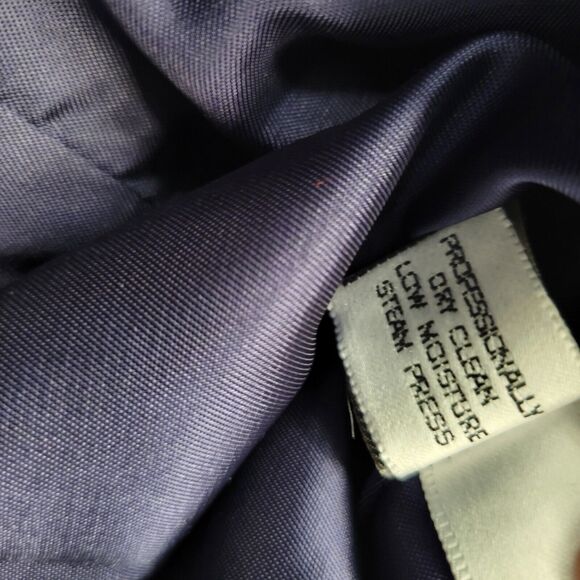 PROFESSIONALLY
DRY CLEAN
LOW MOISTURE
STEAM PRESS